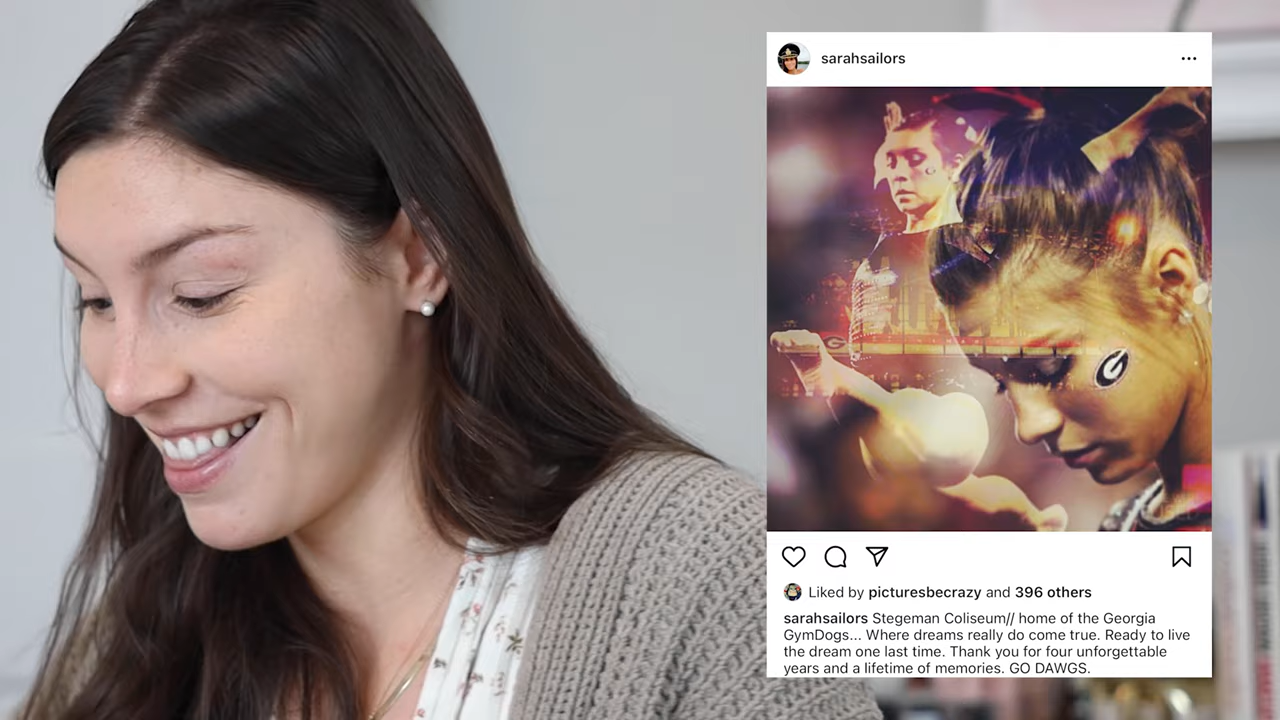 sarahsailors
G
G
Liked by picturesbecrazy and 396 others
sarahsailors Stegeman Coliseum// home of the Georgia
GymDogs... Where dreams really do come true. Ready to live
the dream one last time. Thank you for four unforgettable
years and a lifetime of memories. GO DAWGS.